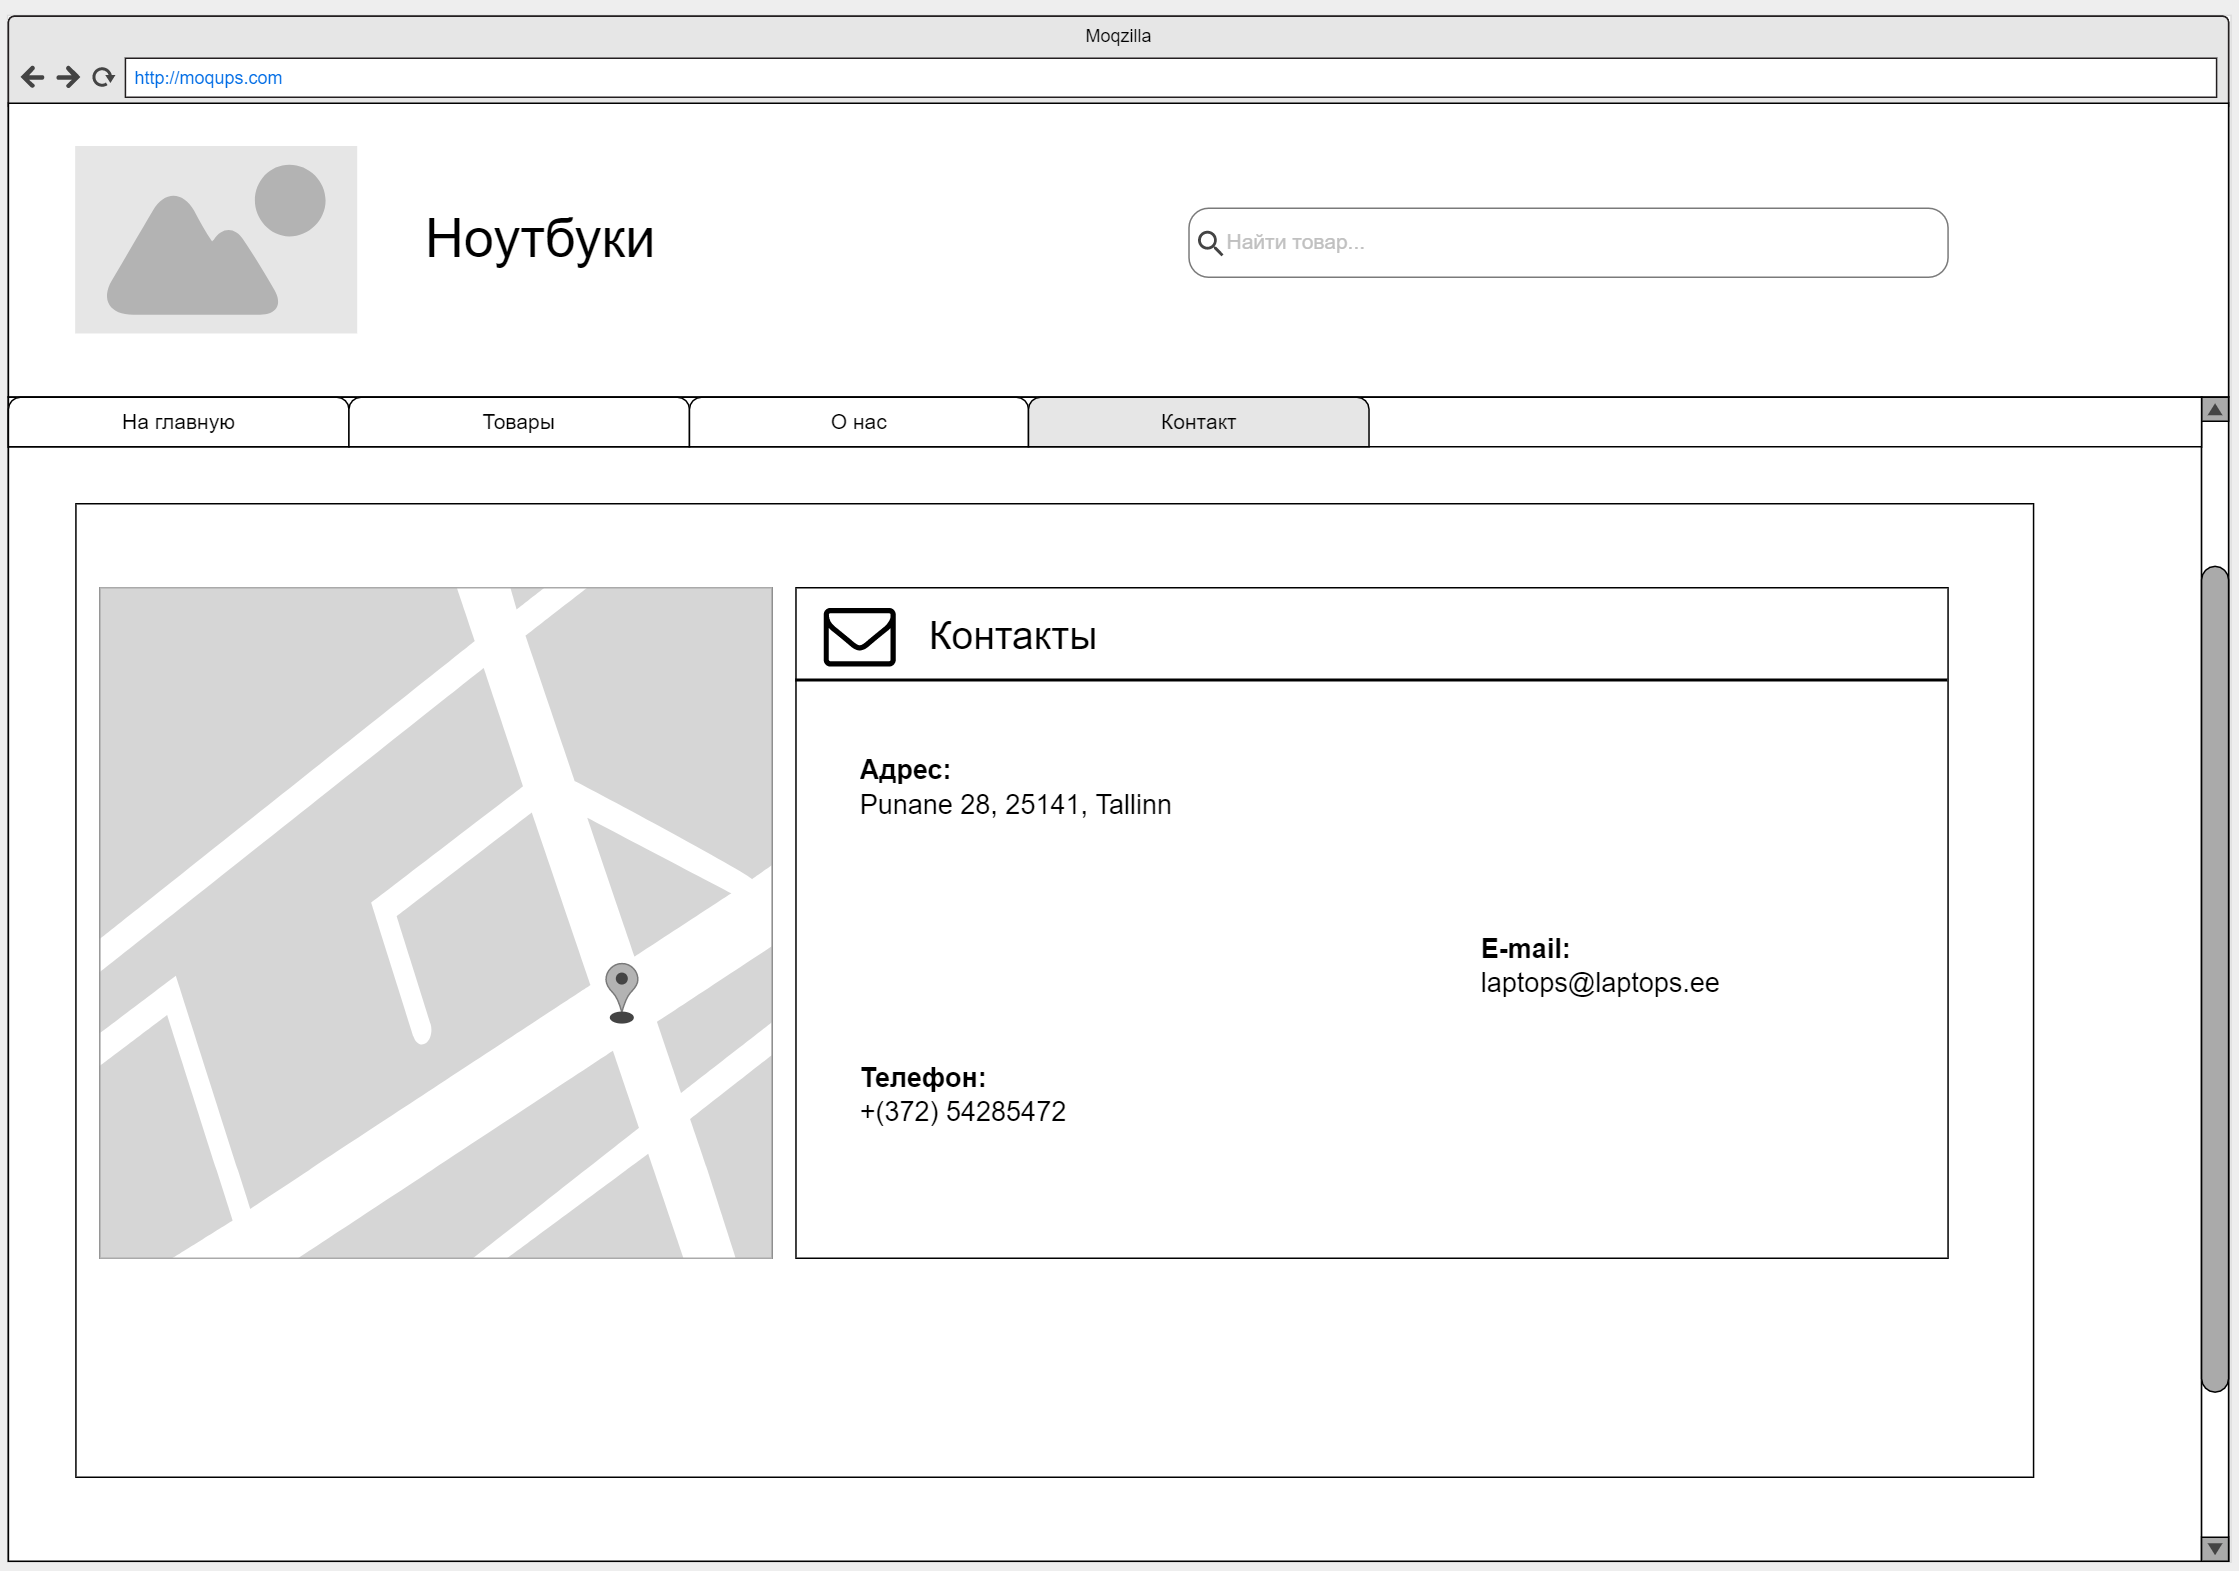 Moqzilla
http://moqups.com
Ноутбуки
Найти товар...
На главную
Товары
О нас
Контакт
Контакты
Адрес:
Punane 28, 25141, Tallinn
E-mail:
laptops@laptops.ee
Телефон:
+(372) 54285472